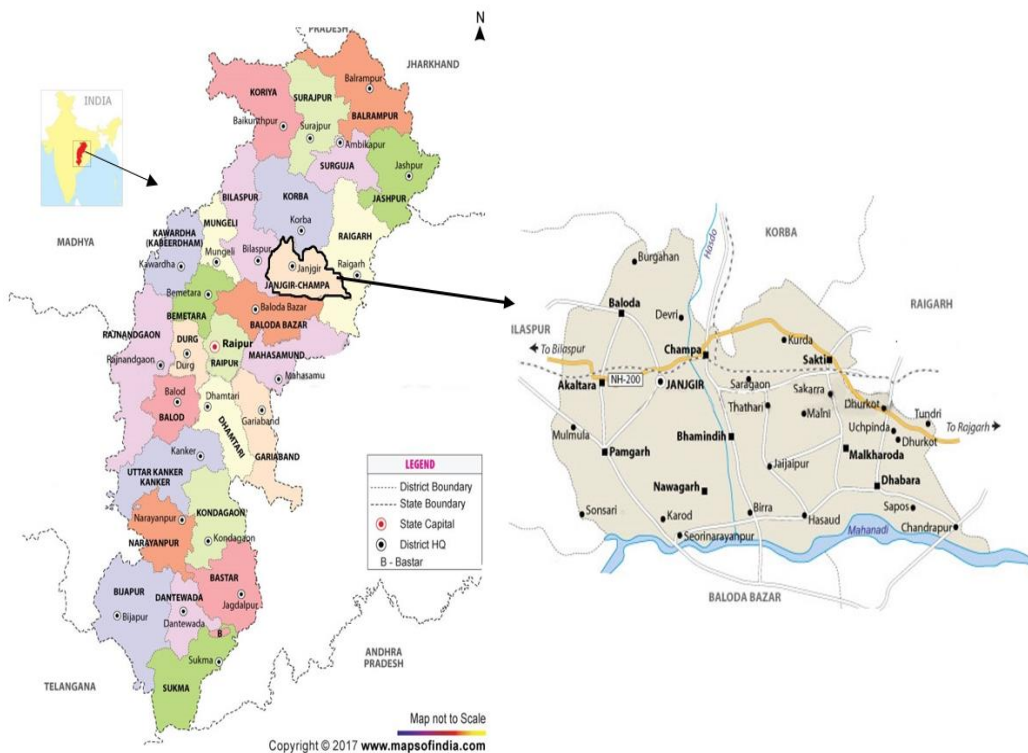 N
PRADESH
JHARKHAND
INDIA
KORIYA
SURAJPUR
Balrampur
BALRAMPUR
Baikunthpur
Surajpur
Ambikapur
SURGUJA
Jashpur
JASHPUR
BILASPUR
KORBA
Korba
MADHYA
KAWARDHA
(KABEERDHAM)
Kawardha
MUNGELI
Mungeli
Bilaspur
RAIGARH
Raigarh
Janjgir
JANJGIR-CHAMPA
Bemetara
BEMETARA
Baloda Bazar
BALODA BAZAR
RAJNANDGAON
Rajnandgaon
DURG
Durg
Raipur
RAIPUR
MAHASAMUND
Mahasamu
Balod
BALOD
Dhamtari
DHAMTARI
Gariaband
GARIABAND
Kanker
UTTAR KANKER
KANKER
Narayanpur
NARAYANPUR
KONDAGAON
Kondagaon
BIJAPUR
Bijapur
DANTEWADA
Dantewada
BASTAR
Jagdalpur
B
Sukma
SUKMA
TELANGANA
ANDHRA
PRADESH
LEGEND
District Boundary
State Boundary
State Capital
District HQ
B - Bastar
Map not to Scale
Copyright © 2017 www.mapsofindia.com
Hasdo
KORBA
RAIGARH
ILASPUR
To Bilaspur
Burgahan
Baloda
Devri
Champa
Kurda
Sakti
Akaltara
NH-200
JANJGIR
Saragaon
Sakarra
Thathari
Malni
Dhurkot
Tundri
To Rajgarh
Uchpinda
Dhurkot
Mulmula
Pamgarh
Bhamindih
Malkharoda
Jaijaipur
Nawagarh
Dhabara
Sonsari
Karod
Birra
Hasaud
Sapos
Chandrapur
Seorinarayanpur
Mahanadi
BALODA BAZAR